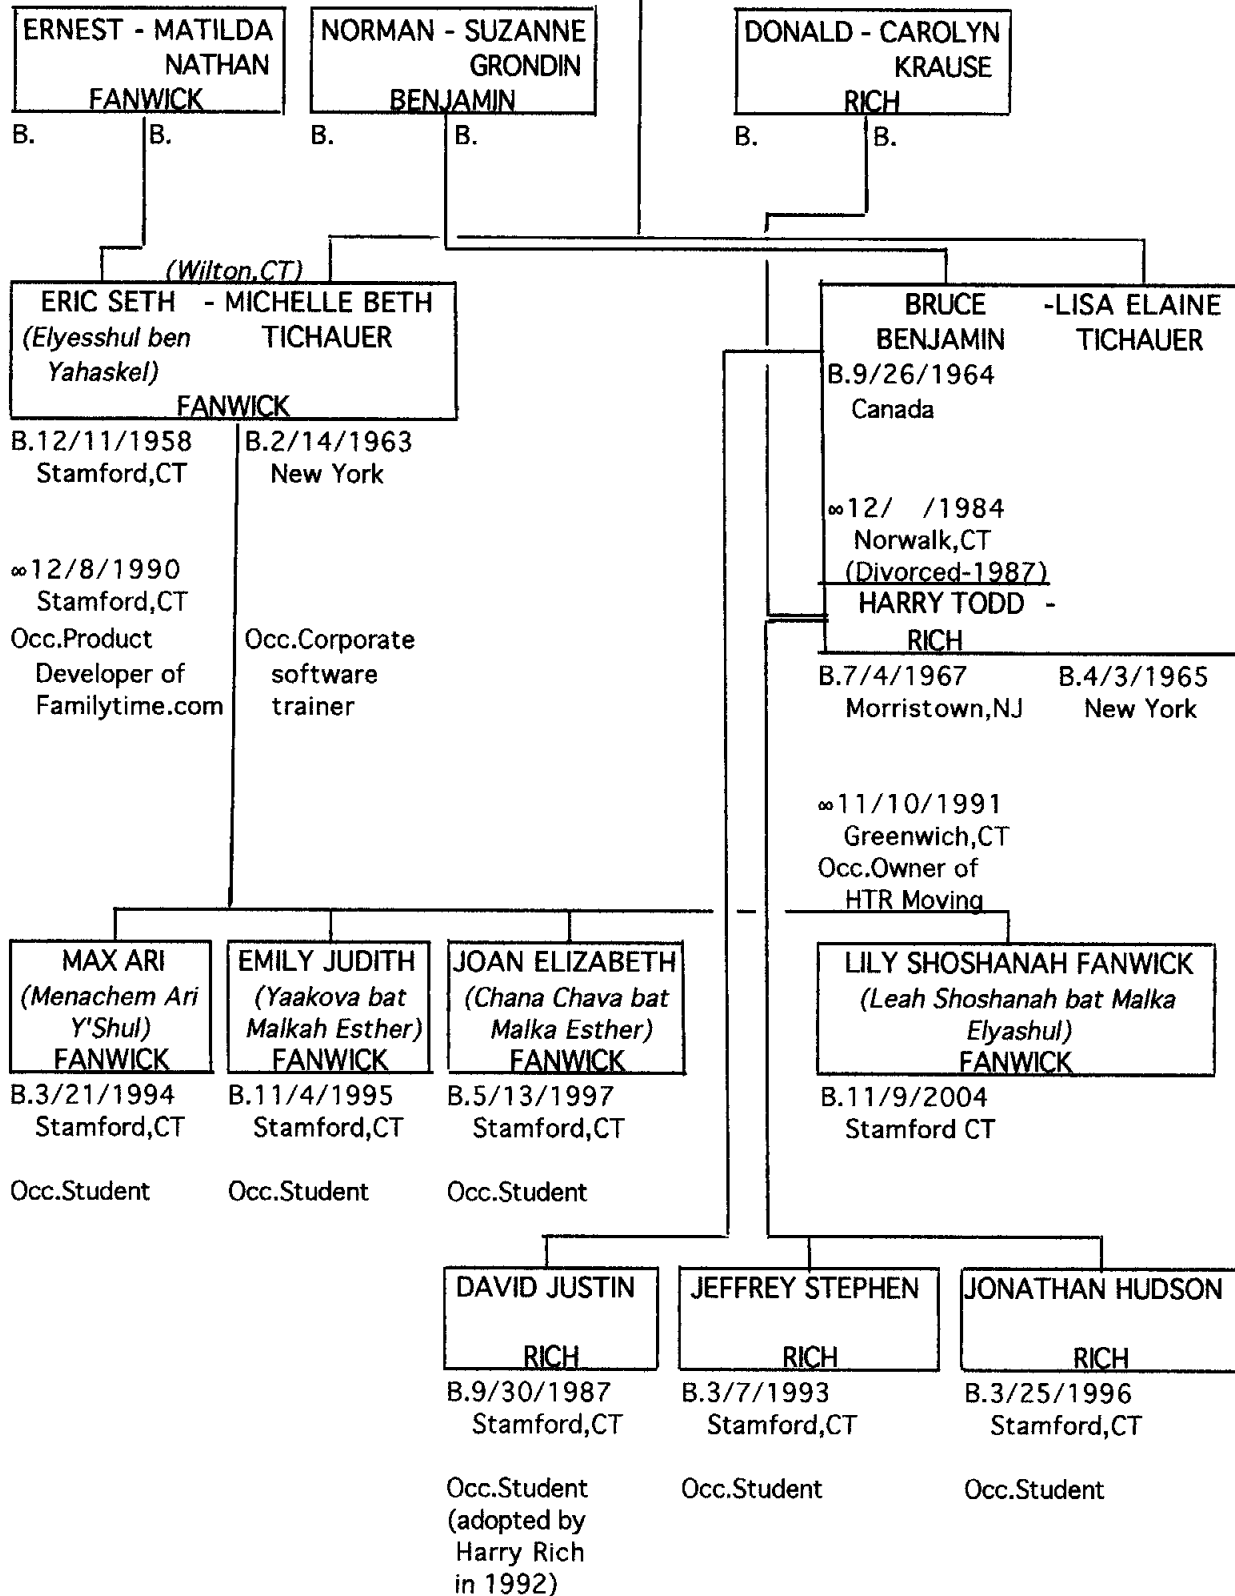 ERNEST - MATILDA
NATHAN
FANWICK
B. B.
NORMAN - SUZANNE
GRONDIN
BENJAMIN
B. B.
DONALD - CAROLYN
KRAUSE
RICH
B. B.
(Wilton,CT)
ERIC SETH - MICHELLE BETH
(Elyesshul ben TICHAUER
Yahaskel)
FANWICK
B.12/11/1958 B.2/14/1963
Stamford,CT New York
∞12/8/1990
Stamford,CT
Occ.Product Occ.Corporate
Developer of software
Familytime.com trainer
BRUCE -LISA ELAINE
BENJAMIN TICHAUER
B.9/26/1964
Canada
∞12/ /1984
Norwalk,CT
(Divorced-1987)
HARRY TODD -
RICH
B.7/4/1967 B.4/3/1965
Morristown,NJ New York
∞11/10/1991
Greenwich,CT
Occ.Owner of
HTR Moving
MAX ARI
(Menachem Ari
Y'Shul)
FANWICK
B.3/21/1994
Stamford,CT
Occ.Student
EMILY JUDITH
(Yaakova bat
Malkah Esther)
FANWICK
B.11/4/1995
Stamford,CT
Occ.Student
JOAN ELIZABETH
(Chana Chava bat
Malka Esther)
FANWICK
B.5/13/1997
Stamford,CT
Occ.Student
LILY SHOSHANAH FANWICK
(Leah Shoshanah bat Malka
Elyashul)
FANWICK
B.11/9/2004
Stamford CT
DAVID JUSTIN
RICH
B.9/30/1987
Stamford,CT
Occ.Student
(adopted by
Harry Rich
in 1992)
JEFFREY STEPHEN
RICH
B.3/7/1993
Stamford,CT
Occ.Student
JONATHAN HUDSON
RICH
B.3/25/1996
Stamford,CT
Occ.Student